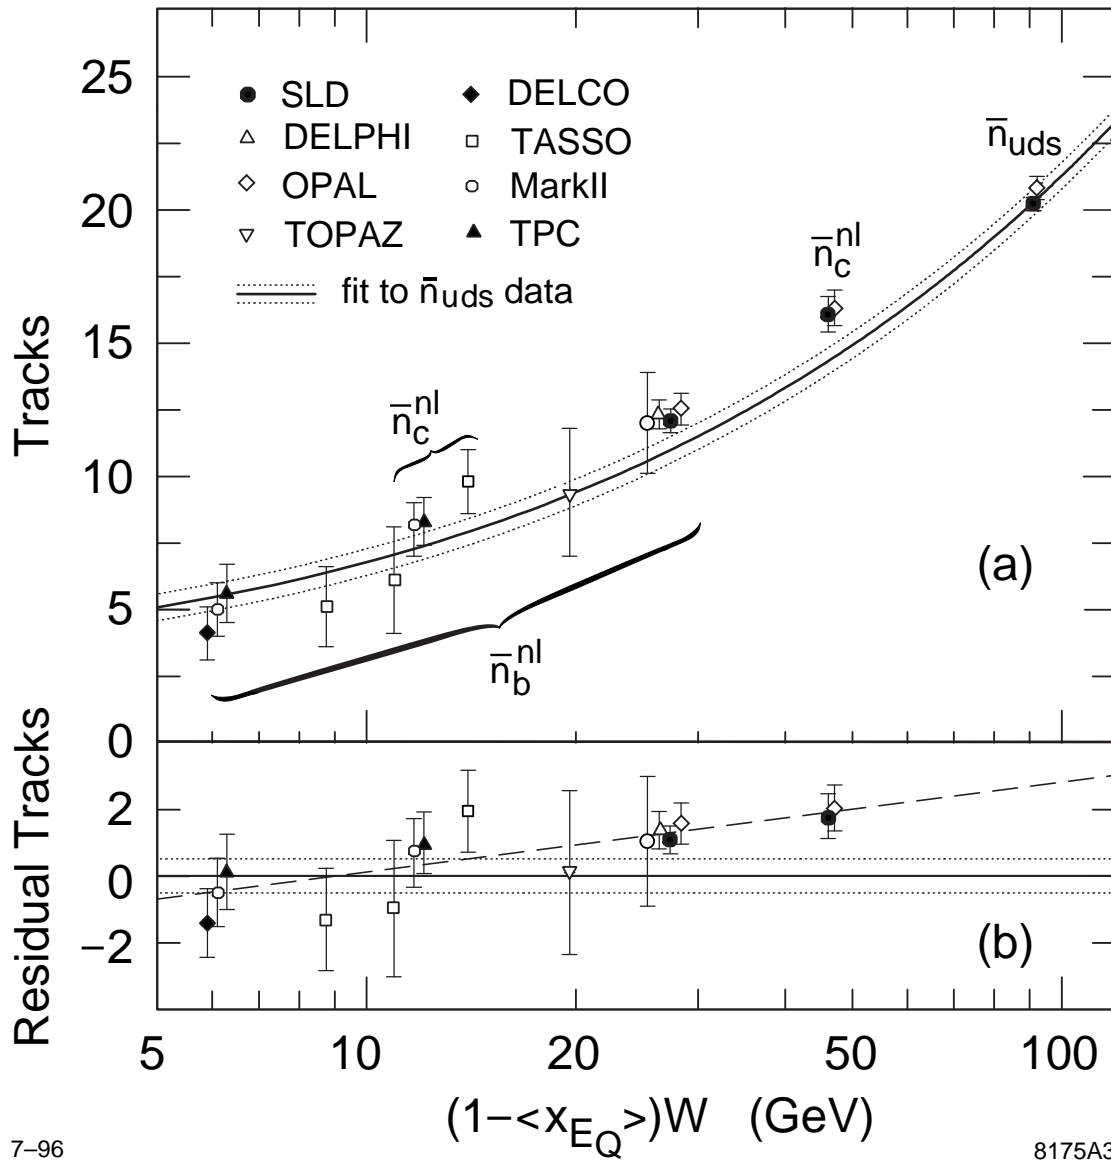 25
20
15
10
5
0
Tracks
SLD
DELPHI
OPAL
TOPAZ
DELCO
TASSO
MarkII
TPC
fit to n̄uds data
n̄uds
n̄c^nl
n̄c^nl
n̄b^nl
(a)
Residual Tracks
2
0
−2
(b)
5 10 20 50 100
(1−<xEQ>)W (GeV)
7–96
8175A3